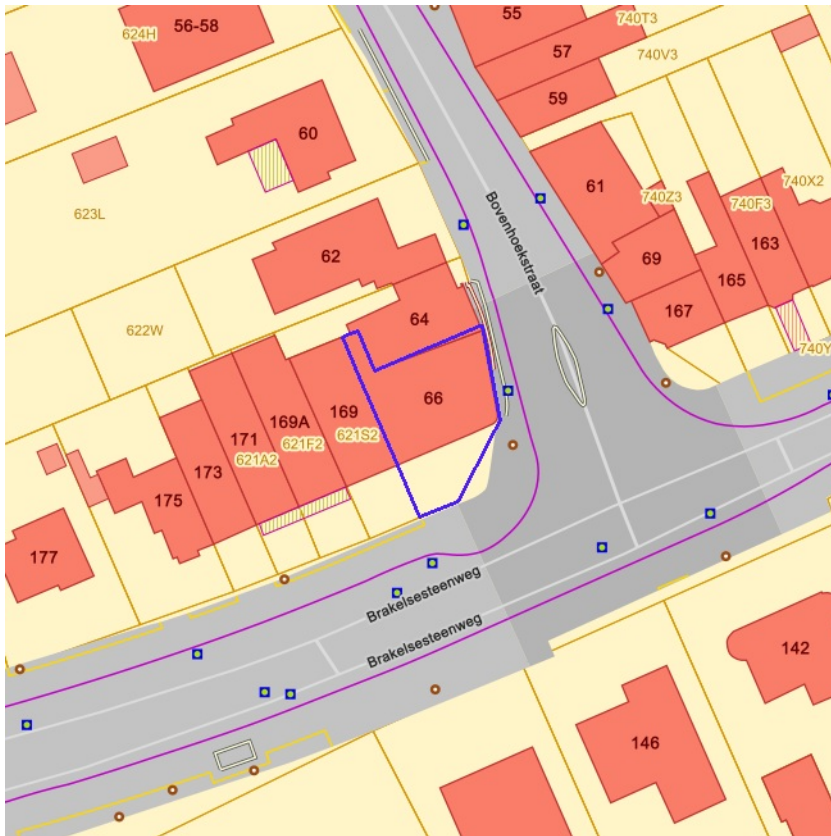 55
740T3
56-58
624H
57
740V3
59
60
61
740X2
740Z3
740F3
163
623L
Bovenhoekstraat
62
69
165
167
64
622W
740Y
66
169
169A
621S2
171
621F2
621A2
173
175
177
Brakelsesteenweg
Brakelsesteenweg
142
146